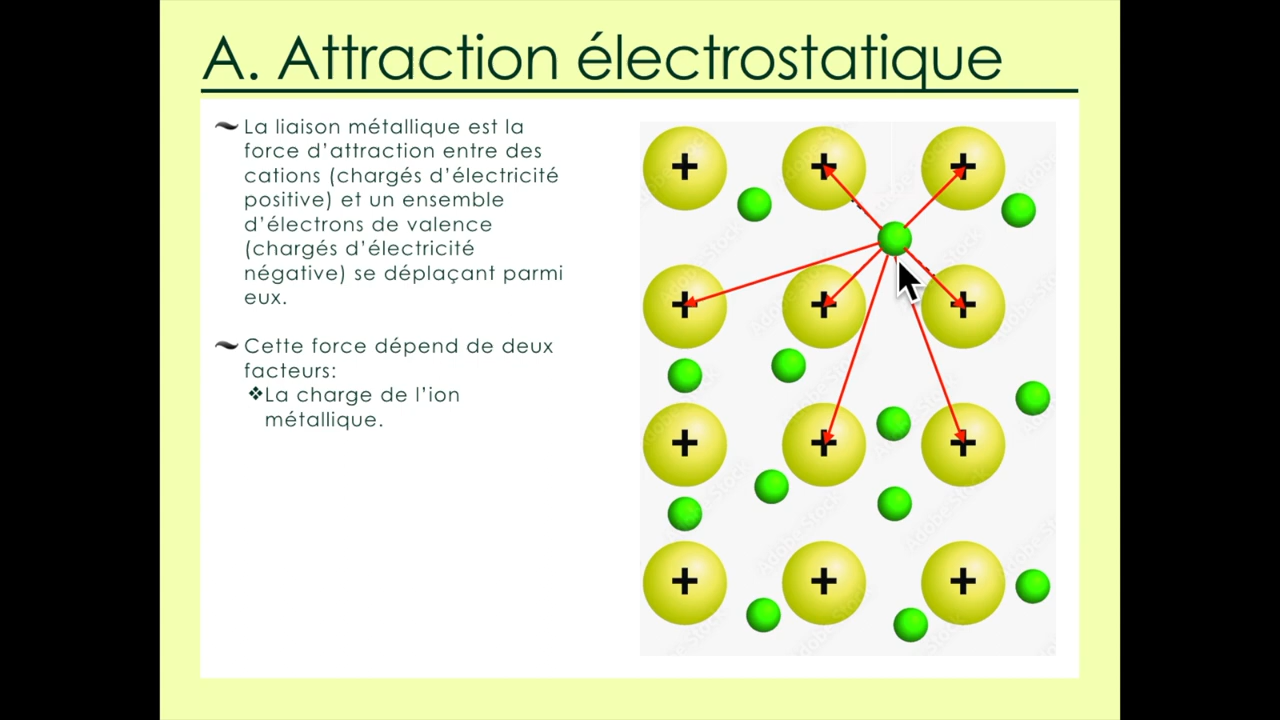 A. Attraction électrostatique
La liaison métallique est la
force d’attraction entre des
cations (chargés d’électricité
positive) et un ensemble
d’électrons de valence
(chargés d’électricité
négative) se déplaçant parmi
eux.
Cette force dépend de deux
facteurs:
❖La charge de l’ion
métallique.
+ + +
+ + +
+ + +
+ + +
Adobe Stock